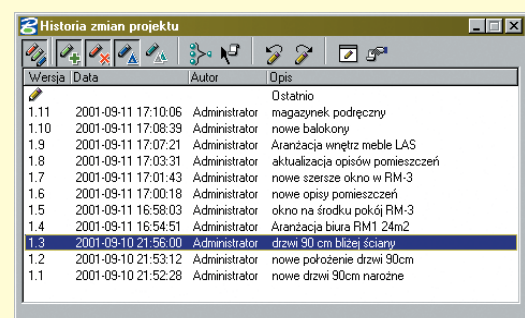 Historia zmian projektu
Wersja Data Autor Opis
Ostatnio
1.11 2001-09-11 17:10:06 Administrator magazynek podręczny
1.10 2001-09-11 17:08:39 Administrator nowe balokony
1.9 2001-09-11 17:07:21 Administrator Aranżacja wnętrz meble LAS
1.8 2001-09-11 17:03:31 Administrator aktualizacja opisów pomieszczeń
1.7 2001-09-11 17:01:43 Administrator nowe szersze okno w RM-3
1.6 2001-09-11 17:00:18 Administrator nowe opisy pomieszczeń
1.5 2001-09-11 16:58:03 Administrator okno na środku pokój RM-3
1.4 2001-09-11 16:54:51 Administrator Aranżacja biura RM1 24m2
1.3 2001-09-10 21:56:00 Administrator drzwi 90 cm bliżej ściany
1.2 2001-09-10 21:53:12 Administrator nowe położenie drzwi 90cm
1.1 2001-09-10 21:52:28 Administrator nowe drzwi 90cm narożne